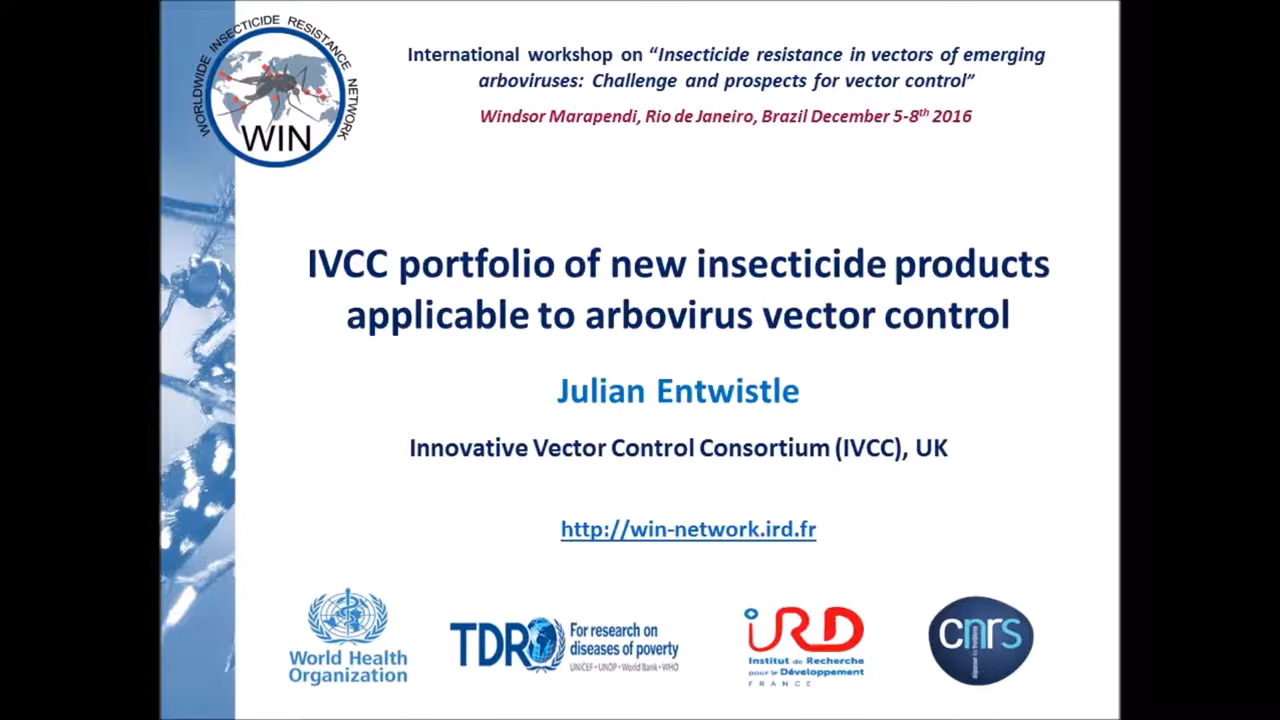 WORLDWIDE INSECTICIDE RESISTANCE NETWORK
WIN
International workshop on “Insecticide resistance in vectors of emerging
arboviruses: Challenge and prospects for vector control”
Windsor Marapendi, Rio de Janeiro, Brazil December 5-8th 2016
IVCC portfolio of new insecticide products
applicable to arbovirus vector control
Julian Entwistle
Innovative Vector Control Consortium (IVCC), UK
http://win-network.ird.fr
World Health
Organization
TDR
For research on
diseases of poverty
UNICEF • UNDP • World Bank • WHO
iRD
Institut de Recherche
pour le Développement
FRANCE
cnrs